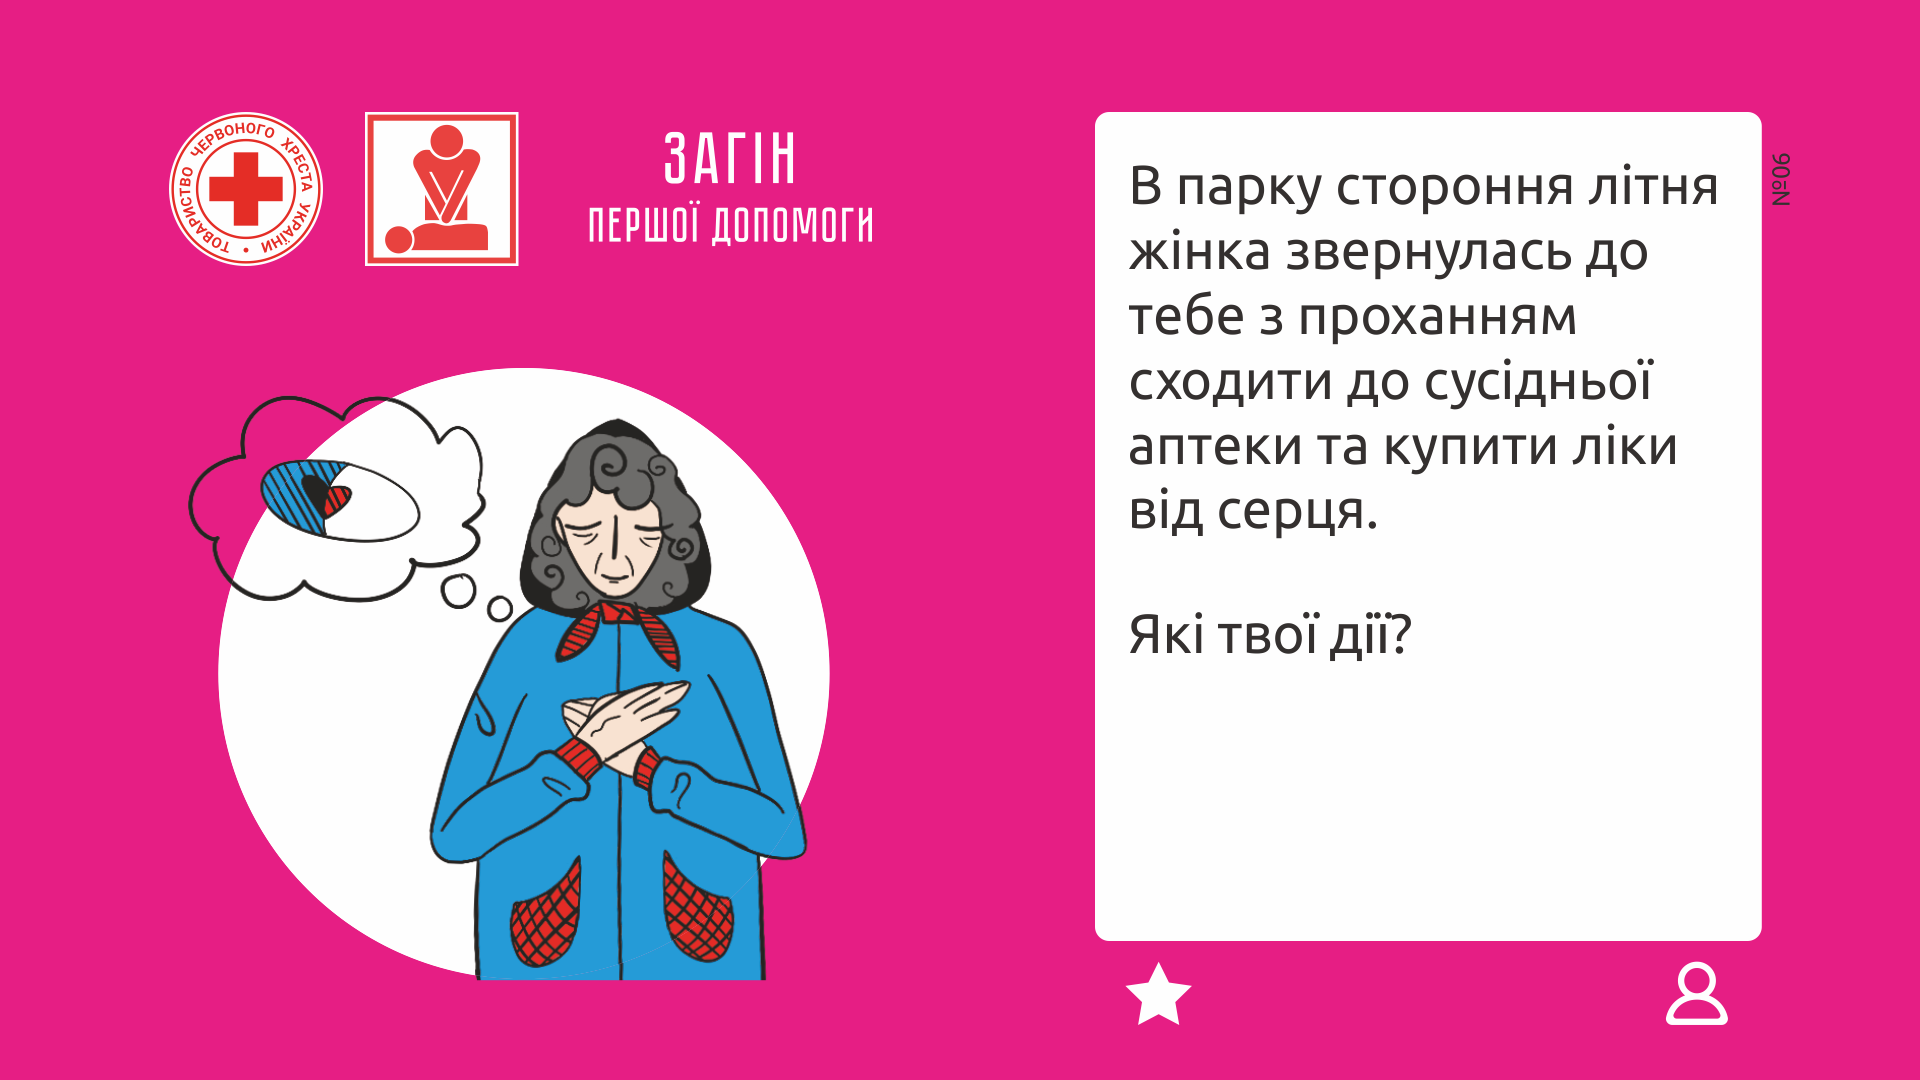 ТОВАРИСТВО ЧЕРВОНОГО ХРЕСТА УКРАЇНИ
ЗАГІН
ПЕРШОЇ ДОПОМОГИ
В парку стороння літня
жінка звернулась до
тебе з проханням
сходити до сусідньої
аптеки та купити ліки
від серця.
Які твої дії?
№06